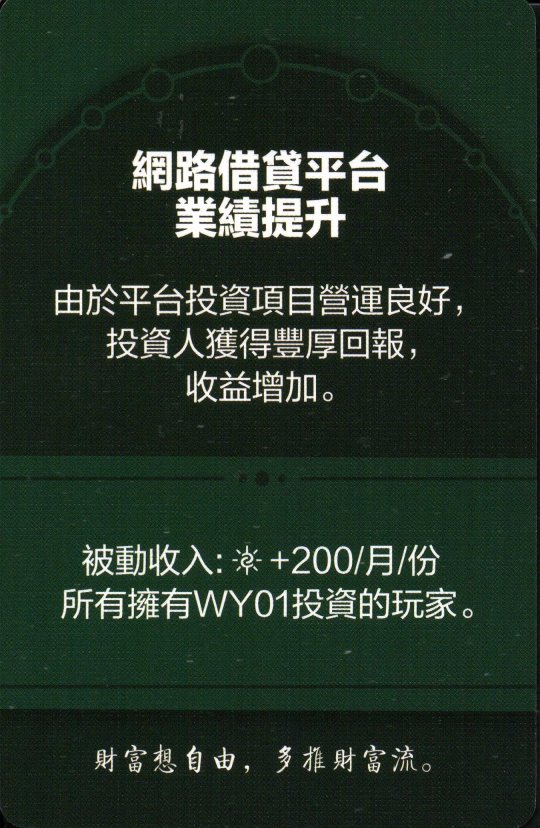 網路借貸平台
業績提升
由於平台投資項目營運良好，
投資人獲得豐厚回報，
收益增加。
被動收入: +200/月/份
所有擁有WY01投資的玩家。
財富想自由，多推財富流。